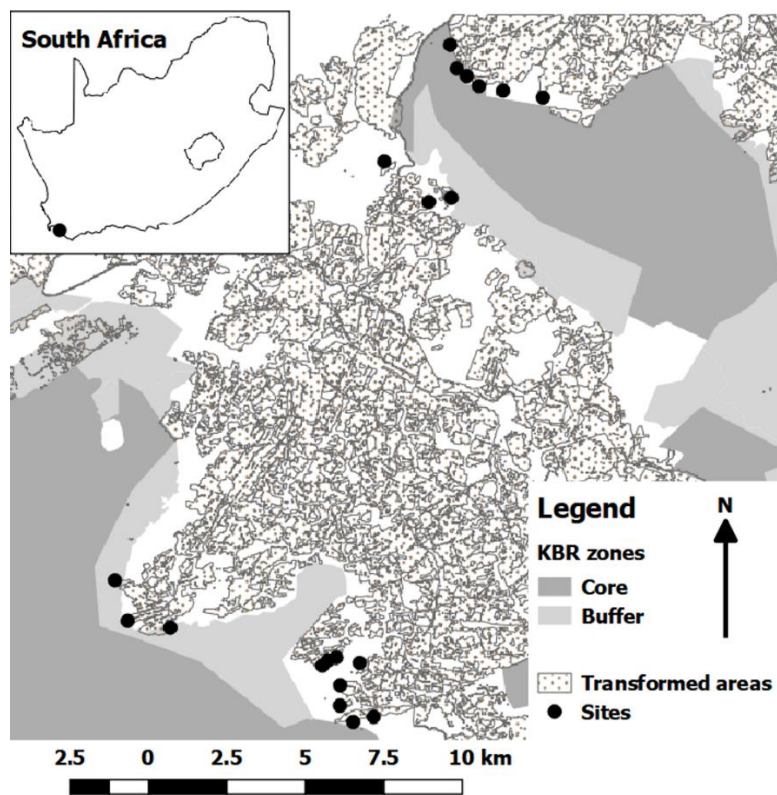 South Africa
Legend
N
KBR zones
Core
Buffer
Transformed areas
Sites
2.5 0 2.5 5 7.5 10 km